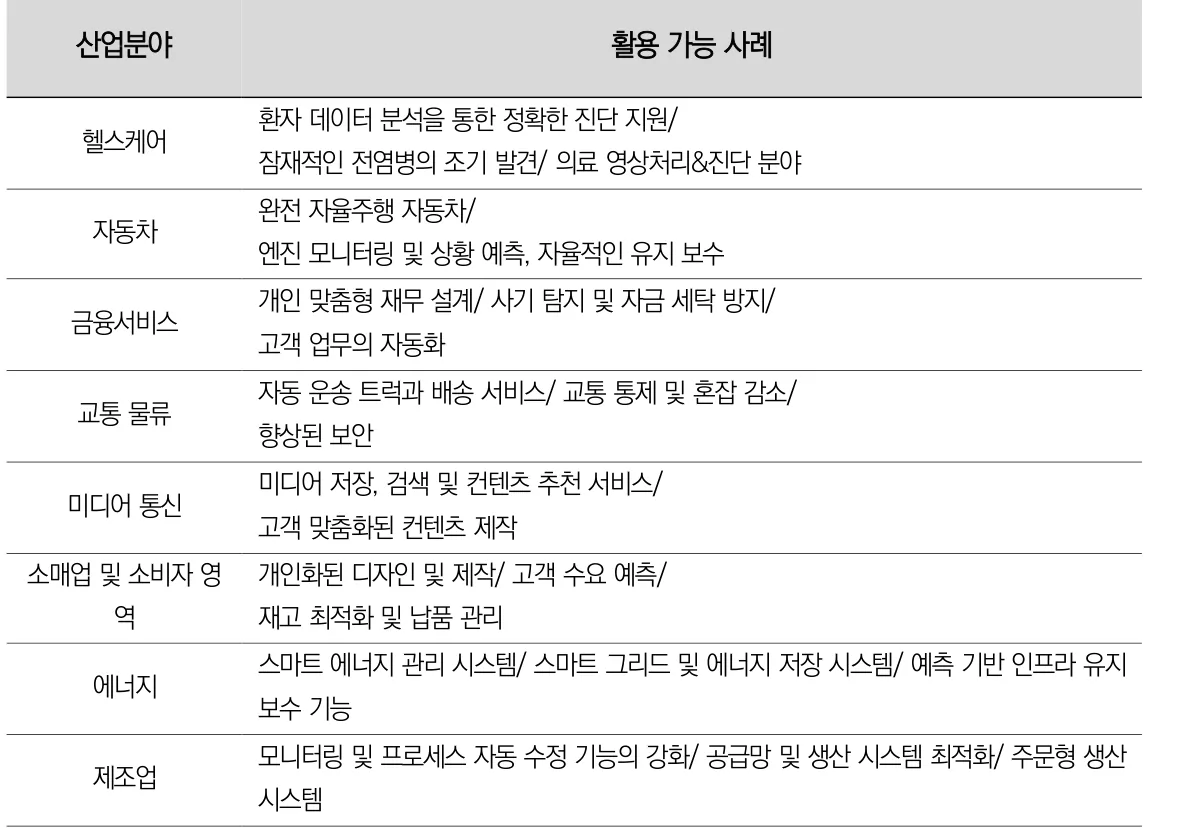 산업분야
활용 가능 사례
헬스케어
환자 데이터 분석을 통한 정확한 진단 지원/
잠재적인 전염병의 조기 발견/ 의료 영상처리&진단 분야
자동차
완전 자율주행 자동차/
엔진 모니터링 및 상황 예측, 자율적인 유지 보수
금융서비스
개인 맞춤형 재무 설계/ 사기 탐지 및 자금 세탁 방지/
고객 업무의 자동화
교통 물류
자동 운송 트럭과 배송 서비스/ 교통 통제 및 혼잡 감소/
향상된 보안
미디어 통신
미디어 저장, 검색 및 컨텐츠 추천 서비스/
고객 맞춤화된 컨텐츠 제작
소매업 및 소비자 영
역
개인화된 디자인 및 제작/ 고객 수요 예측/
재고 최적화 및 납품 관리
에너지
스마트 에너지 관리 시스템/ 스마트 그리드 및 에너지 저장 시스템/ 예측 기반 인프라 유지
보수 기능
제조업
모니터링 및 프로세스 자동 수정 기능의 강화/ 공급망 및 생산 시스템 최적화/ 주문형 생산
시스템